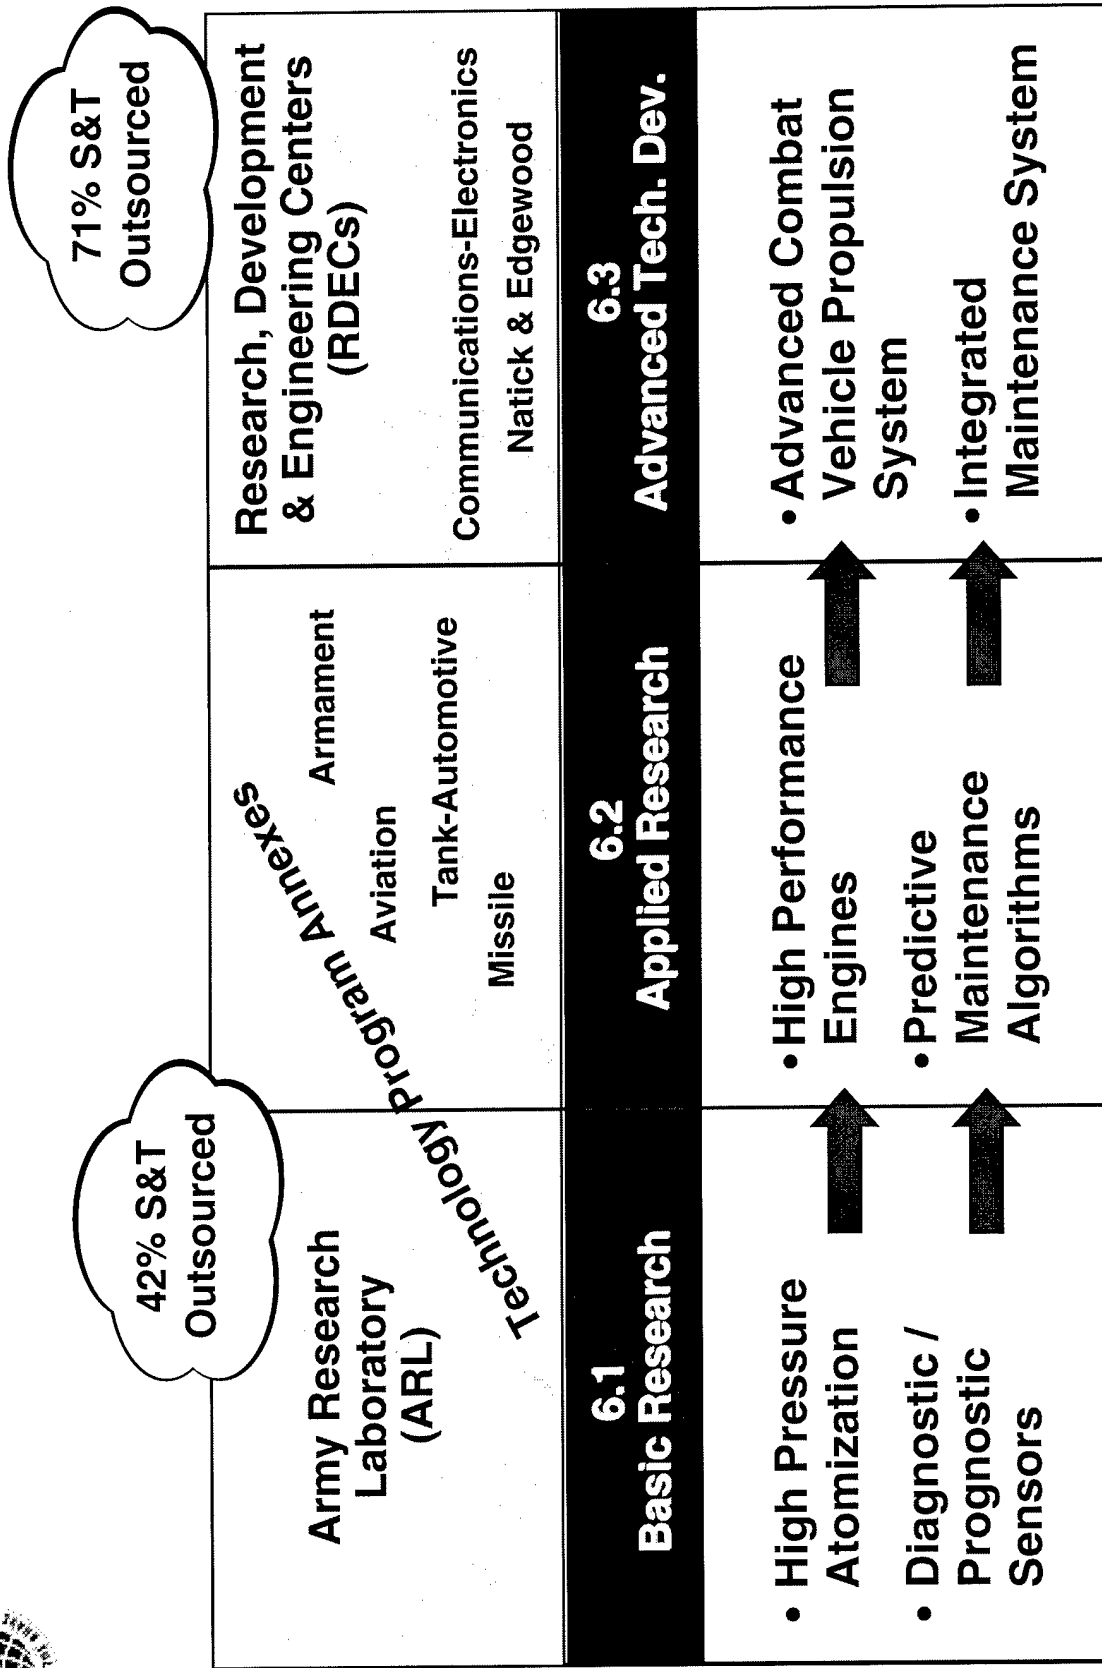 42% S&T
Outsourced
71% S&T
Outsourced
Army Research
Laboratory
(ARL)
Technology Program Annexes
Armament
Aviation
Tank-Automotive
Missile
Research, Development
& Engineering Centers
(RDECs)
Communications-Electronics
Natick & Edgewood
6.1
Basic Research
6.2
Applied Research
6.3
Advanced Tech. Dev.
• High Pressure
Atomization
• Diagnostic /
Prognostic
Sensors
• High Performance
Engines
• Predictive
Maintenance
Algorithms
• Advanced Combat
Vehicle Propulsion
System
• Integrated
Maintenance System